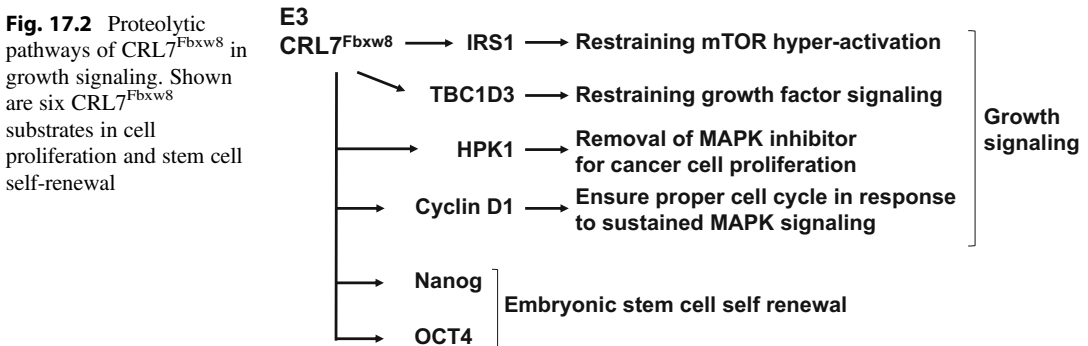 Fig. 17.2 Proteolytic
pathways of CRL7Fbxw8 in
growth signaling. Shown
are six CRL7Fbxw8
substrates in cell
proliferation and stem cell
self-renewal
E3
CRL7Fbxw8
IRS1
Restraining mTOR hyper-activation
TBC1D3
Restraining growth factor signaling
HPK1
Removal of MAPK inhibitor
for cancer cell proliferation
Cyclin D1
Ensure proper cell cycle in response
to sustained MAPK signaling
Growth
signaling
Nanog
OCT4
Embryonic stem cell self renewal